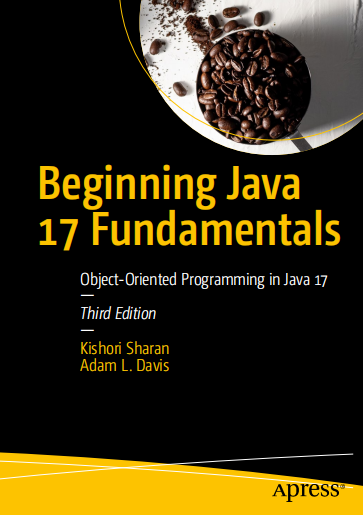 Beginning Java
17 Fundamentals
Object-Oriented Programming in Java 17
Third Edition
Kishori Sharan
Adam L. Davis
Apress®